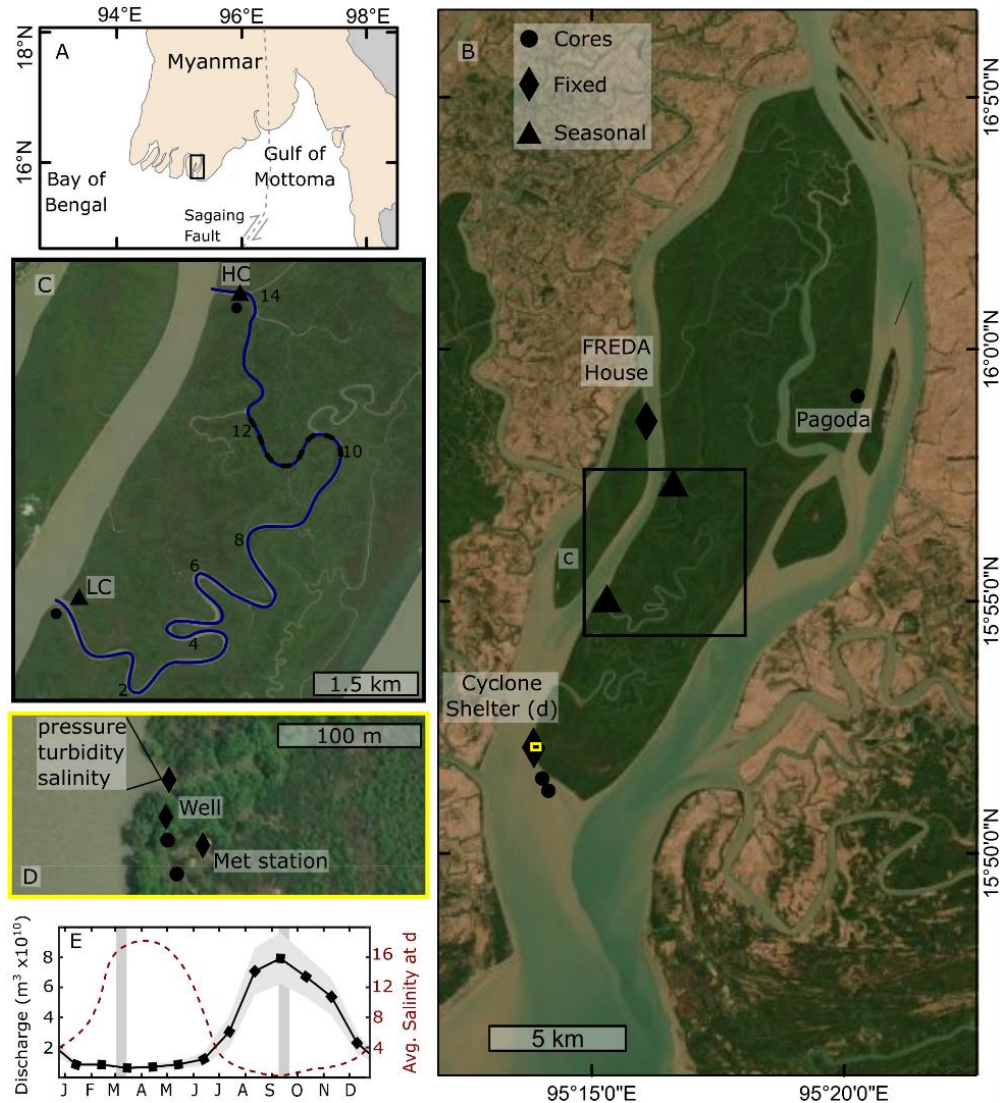 94°E
96°E
98°E
18°N
16°N
A
Myanmar
Gulf of
Mottoma
Bay of
Bengal
Sagaing
Fault
B
Cores
Fixed
Seasonal
FREDA
House
Pagoda
C
Cyclone
Shelter (d)
5 km
16°5'0"N
16°0'0"N
15°55'0"N
15°50'0"N
95°15'0"E
95°20'0"E
C
HC
14
12
10
8
6
LC
4
2
1.5 km
pressure
turbidity
salinity
100 m
Well
Met station
D
E
Discharge (m³ x10¹⁰)
8
6
4
2
Avg. Salinity at d
16
12
8
4
J F M A M J J A S O N D